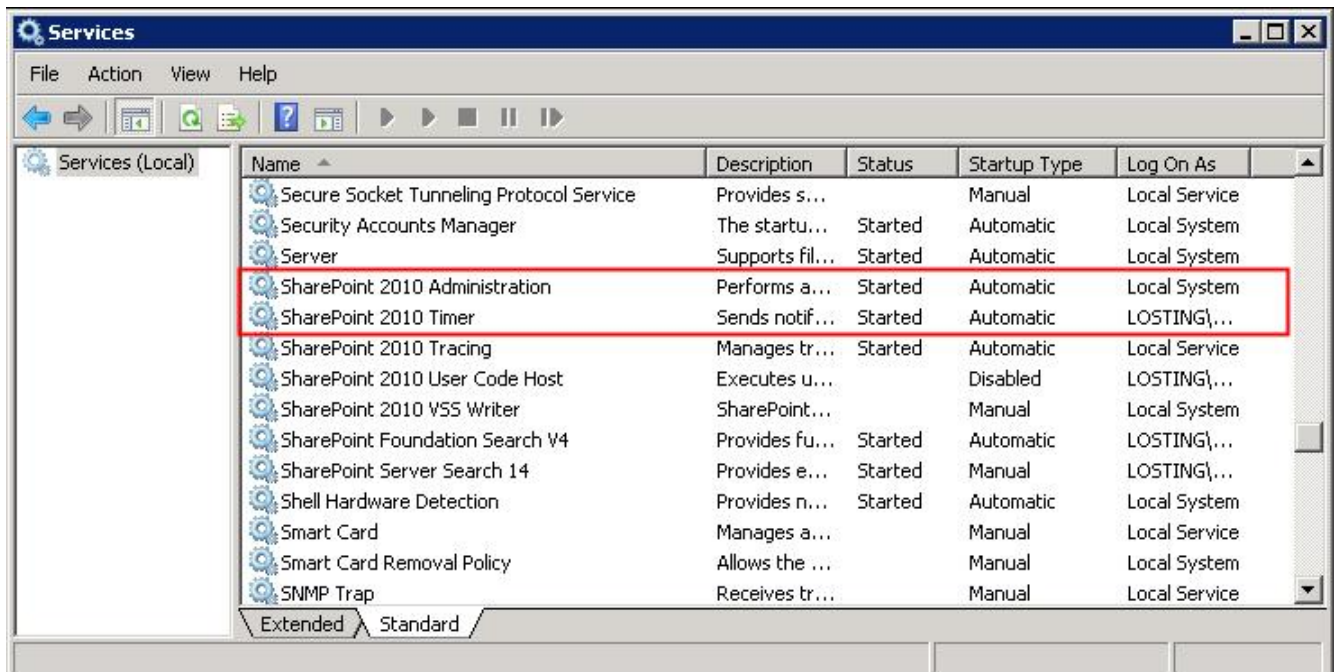 Services
File Action View Help
Services (Local)
Name Description Status Startup Type Log On As
Secure Socket Tunneling Protocol Service Provides s... Manual Local Service
Security Accounts Manager The startu... Started Automatic Local System
Server Supports fil... Started Automatic Local System
SharePoint 2010 Administration Performs a... Started Automatic Local System
SharePoint 2010 Timer Sends notif... Started Automatic LOSTING\...
SharePoint 2010 Tracing Manages tr... Started Automatic Local Service
SharePoint 2010 User Code Host Executes u... Disabled LOSTING\...
SharePoint 2010 VSS Writer SharePoint... Manual Local System
SharePoint Foundation Search V4 Provides fu... Started Automatic LOSTING\...
SharePoint Server Search 14 Provides e... Started Manual LOSTING\...
Shell Hardware Detection Provides n... Started Automatic Local System
Smart Card Manages a... Manual Local Service
Smart Card Removal Policy Allows the ... Manual Local System
SNMP Trap Receives tr... Manual Local Service
Extended Standard